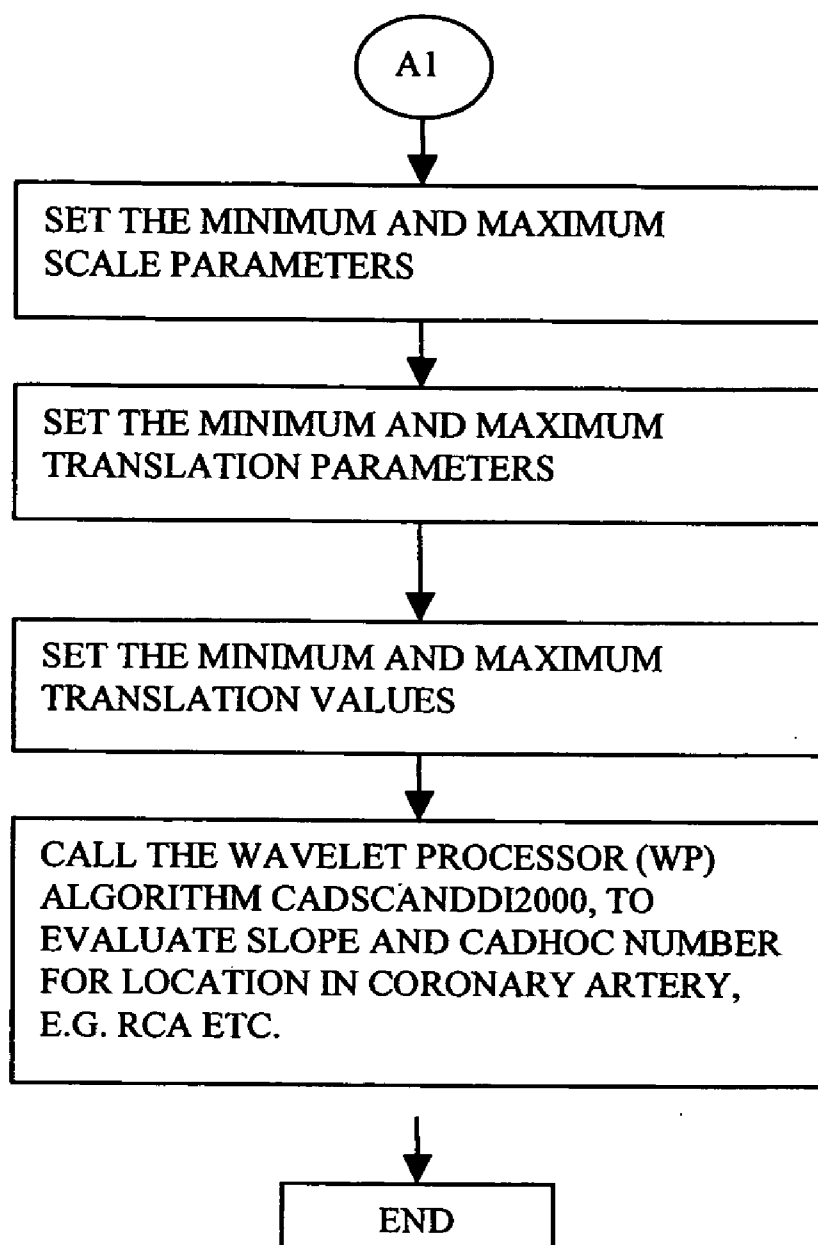 A1
SET THE MINIMUM AND MAXIMUM
SCALE PARAMETERS
SET THE MINIMUM AND MAXIMUM
TRANSLATION PARAMETERS
SET THE MINIMUM AND MAXIMUM
TRANSLATION VALUES
CALL THE WAVELET PROCESSOR (WP)
ALGORITHM CADSCANDDI2000, TO
EVALUATE SLOPE AND CADHOC NUMBER
FOR LOCATION IN CORONARY ARTERY,
E.G. RCA ETC.
END